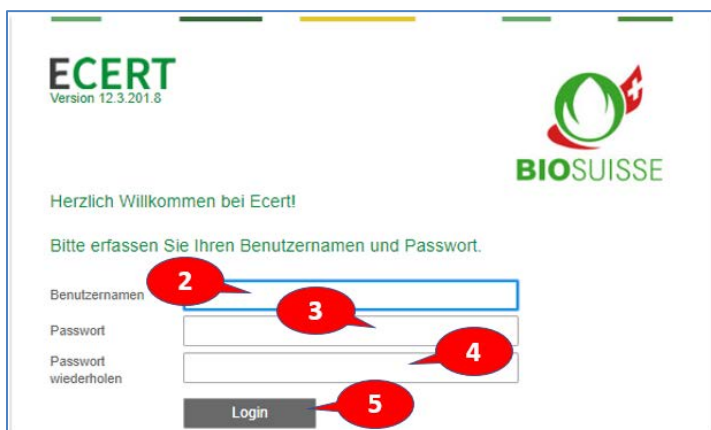 ECERT
Version 12.3.201.8
BIOSUISSE
Herzlich Willkommen bei Ecert!
Bitte erfassen Sie Ihren Benutzernamen und Passwort.
Benutzernamen
2
3
Passwort
4
Passwort
wiederholen
Login
5